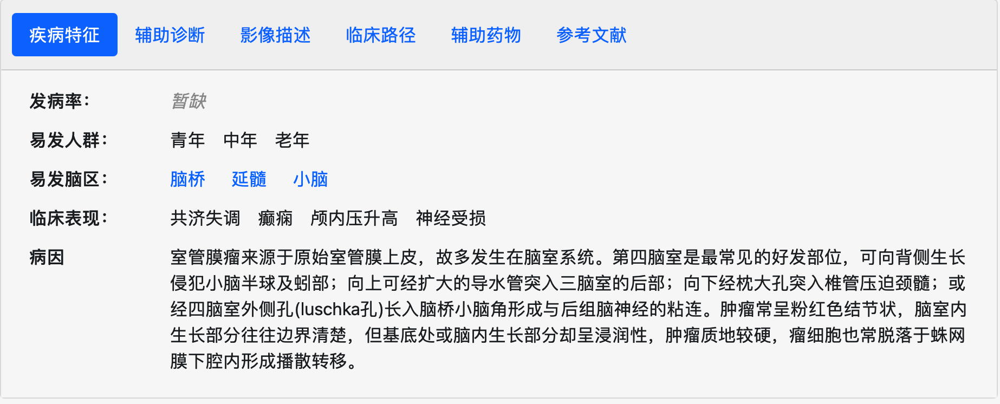 疾病特征 辅助诊断 影像描述 临床路径 辅助药物 参考文献
发病率： 暂缺
易发人群： 青年 中年 老年
易发脑区： 脑桥 延髓 小脑
临床表现： 共济失调 癫痫 颅内压升高 神经受损
病因 室管膜瘤来源于原始室管膜上皮，故多发生在脑室系统。第四脑室是最常见的好发部位，可向背侧生长
侵犯小脑半球及蚓部；向上可经扩大的导水管突入三脑室的后部；向下经枕大孔突入椎管压迫颈髓；或
经四脑室外侧孔(luschka孔)长入脑桥小脑角形成与后组脑神经的粘连。肿瘤常呈粉红色结节状，脑室内
生长部分往往边界清楚，但基底处或脑内生长部分却呈浸润性，肿瘤质地较硬，瘤细胞也常脱落于蛛网
膜下腔内形成播散转移。